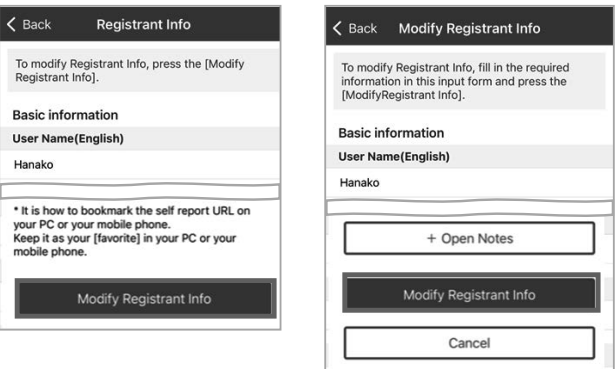 Back
Registrant Info
To modify Registrant Info, press the [Modify
Registrant Info].
Basic information
User Name(English)
Hanako
* It is how to bookmark the self report URL on
your PC or your mobile phone.
Keep it as your [favorite] in your PC or your
mobile phone.
Modify Registrant Info
Back
Modify Registrant Info
To modify Registrant Info, fill in the required
information in this input form and press the
[ModifyRegistrant Info].
Basic information
User Name(English)
Hanako
+ Open Notes
Modify Registrant Info
Cancel